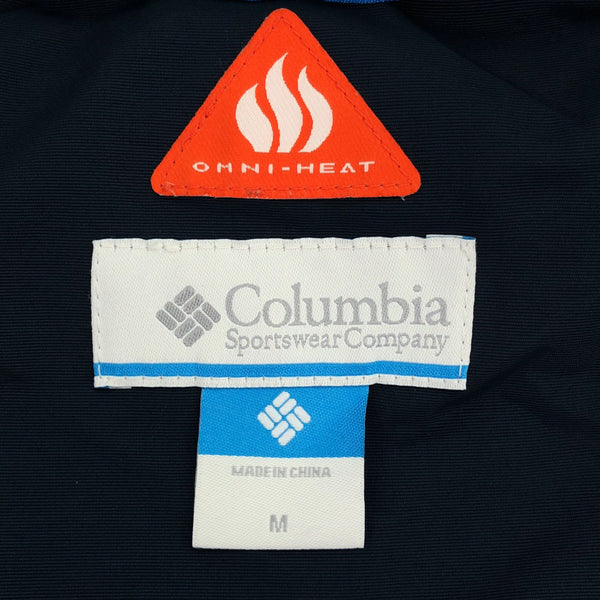 OMNI-HEAT
Columbia
Sportswear Company
MADE IN CHINA
M